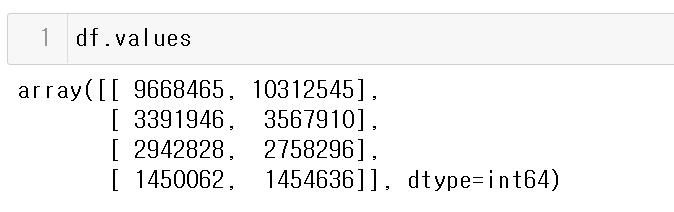 1 df.values
array([[ 9668465, 10312545],
[ 3391946, 3567910],
[ 2942828, 2758296],
[ 1450062, 1454636]], dtype=int64)